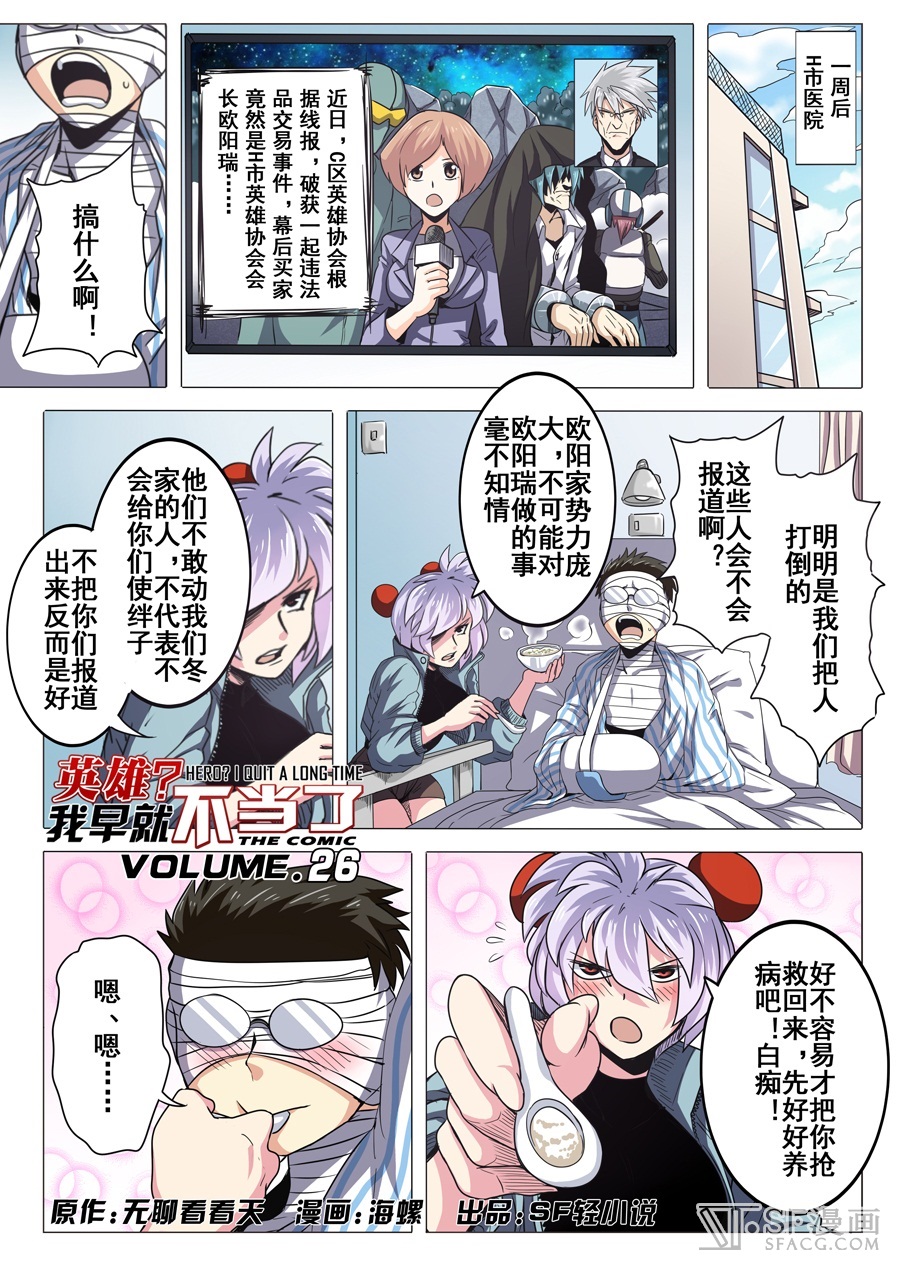 一周后
H市医院
近日，C区英雄协会根
据线报，破获一起违法
品交易事件，幕后买家
竟然是H市英雄协会会
长欧阳瑞……
搞什么啊！
明明是我们把人
打倒的
这些人会不会
报道啊？
欧阳家势力庞
大，不可能对
欧阳瑞做的事
毫不知情
他们不敢动我们冬
家的人，不代表不
会给你们使绊子
不把你们报道
出来反而是好
英雄？
HERO? I QUIT A LONG TIME
我早就不当了
THE COMIC
VOLUME.26
好不容易才把你抢
救回来，先好好养
病吧！白痴！
嗯、嗯……
原作：无聊看看天 漫画：海螺 出品：SF轻小说
SF漫画
SFACG.COM